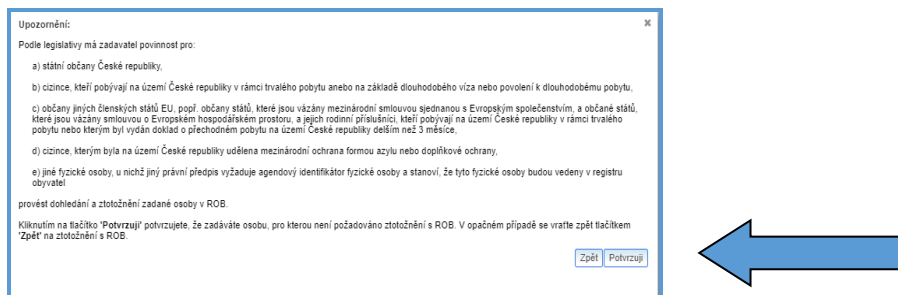 Upozornění:
Podle legislativy má zadavatel povinnost pro:
a) státní občany České republiky,
b) cizince, kteří pobývají na území České republiky v rámci trvalého pobytu anebo na základě dlouhodobého víza nebo povolení k dlouhodobému pobytu,
c) občany jiných členských států EU, popř. občany států, které jsou vázány mezinárodní smlouvou sjednanou s Evropským společenstvím, a občané států,
které jsou vázány smlouvou o Evropském hospodářském prostoru, a jejich rodinní příslušníci, kteří pobývají na území České republiky v rámci trvalého
pobytu nebo kterým byl vydán doklad o přechodném pobytu na území České republiky delším než 3 měsíce,
d) cizince, kterým byla na území České republiky udělena mezinárodní ochrana formou azylu nebo doplňkové ochrany,
e) jiné fyzické osoby, u nichž jiný právní předpis vyžaduje agendový identifikátor fyzické osoby a stanoví, že tyto fyzické osoby budou vedeny v registru
obyvatel
provést dohledání a ztotožnění zadané osoby v ROB.
Kliknutím na tlačítko 'Potvrzuji' potvrzujete, že zadáváte osobu, pro kterou není požadováno ztotožnění s ROB. V opačném případě se vraťte zpět tlačítkem
'Zpět' na ztotožnění s ROB.
Zpět Potvrzuji